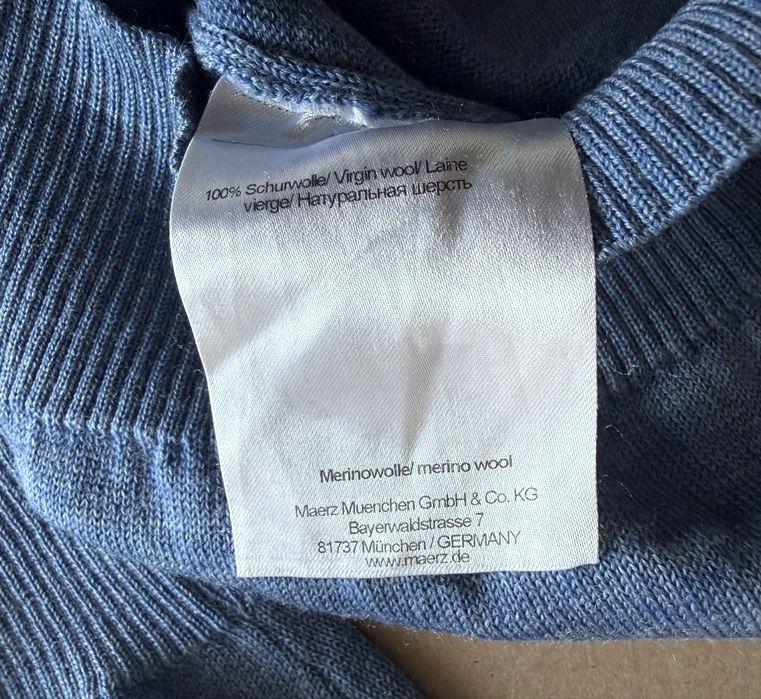 100% Schurwolle/ Virgin wool/ Laine
vierge/ Натуральная шерсть
Merinowolle/ merino wool
Maerz Muenchen GmbH & Co. KG
Bayerwaldstrasse 7
81737 München / GERMANY
www.maerz.de